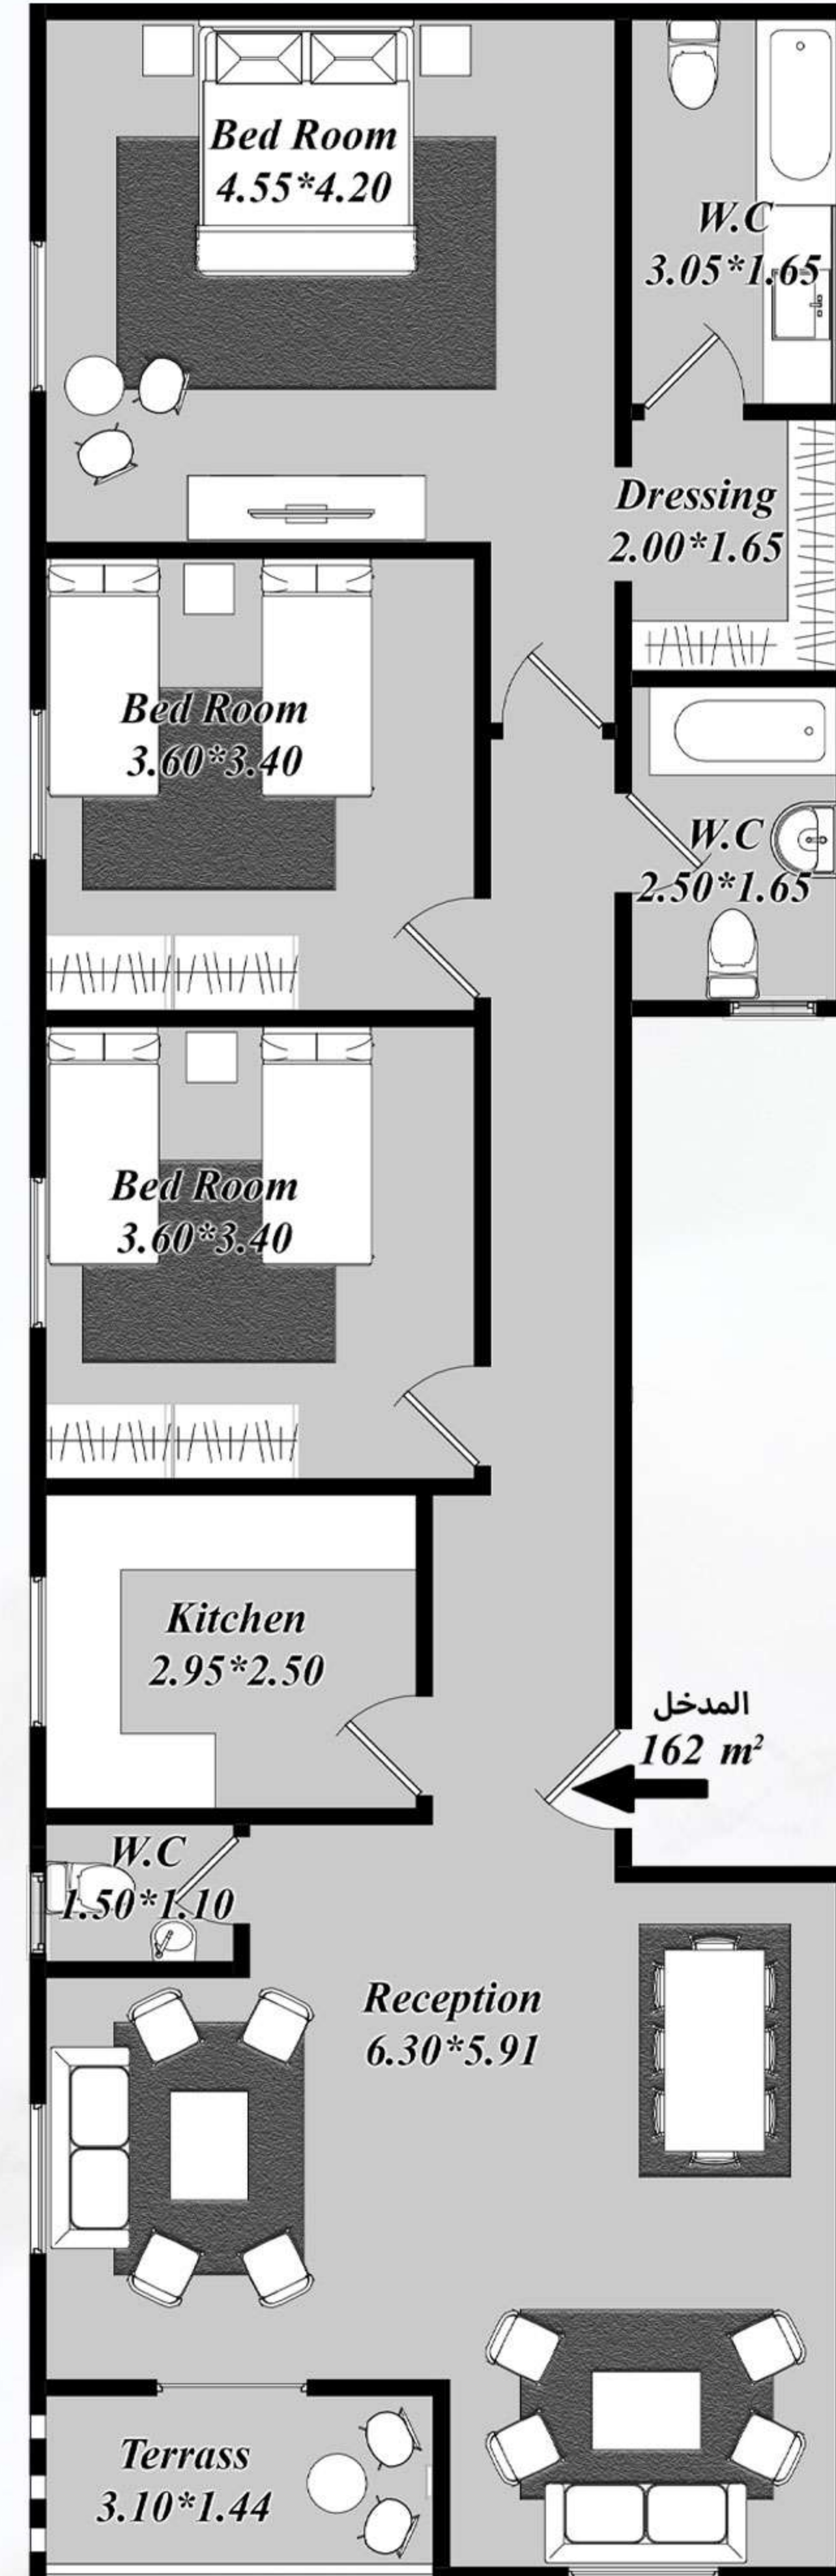 Bed Room
4.55*4.20
W.C
3.05*1.65
Dressing
2.00*1.65
Bed Room
3.60*3.40
W.C
2.50*1.65
Bed Room
3.60*3.40
Kitchen
2.95*2.50
المدخل
162 m²
W.C
1.50*1.10
Reception
6.30*5.91
Terrass
3.10*1.44